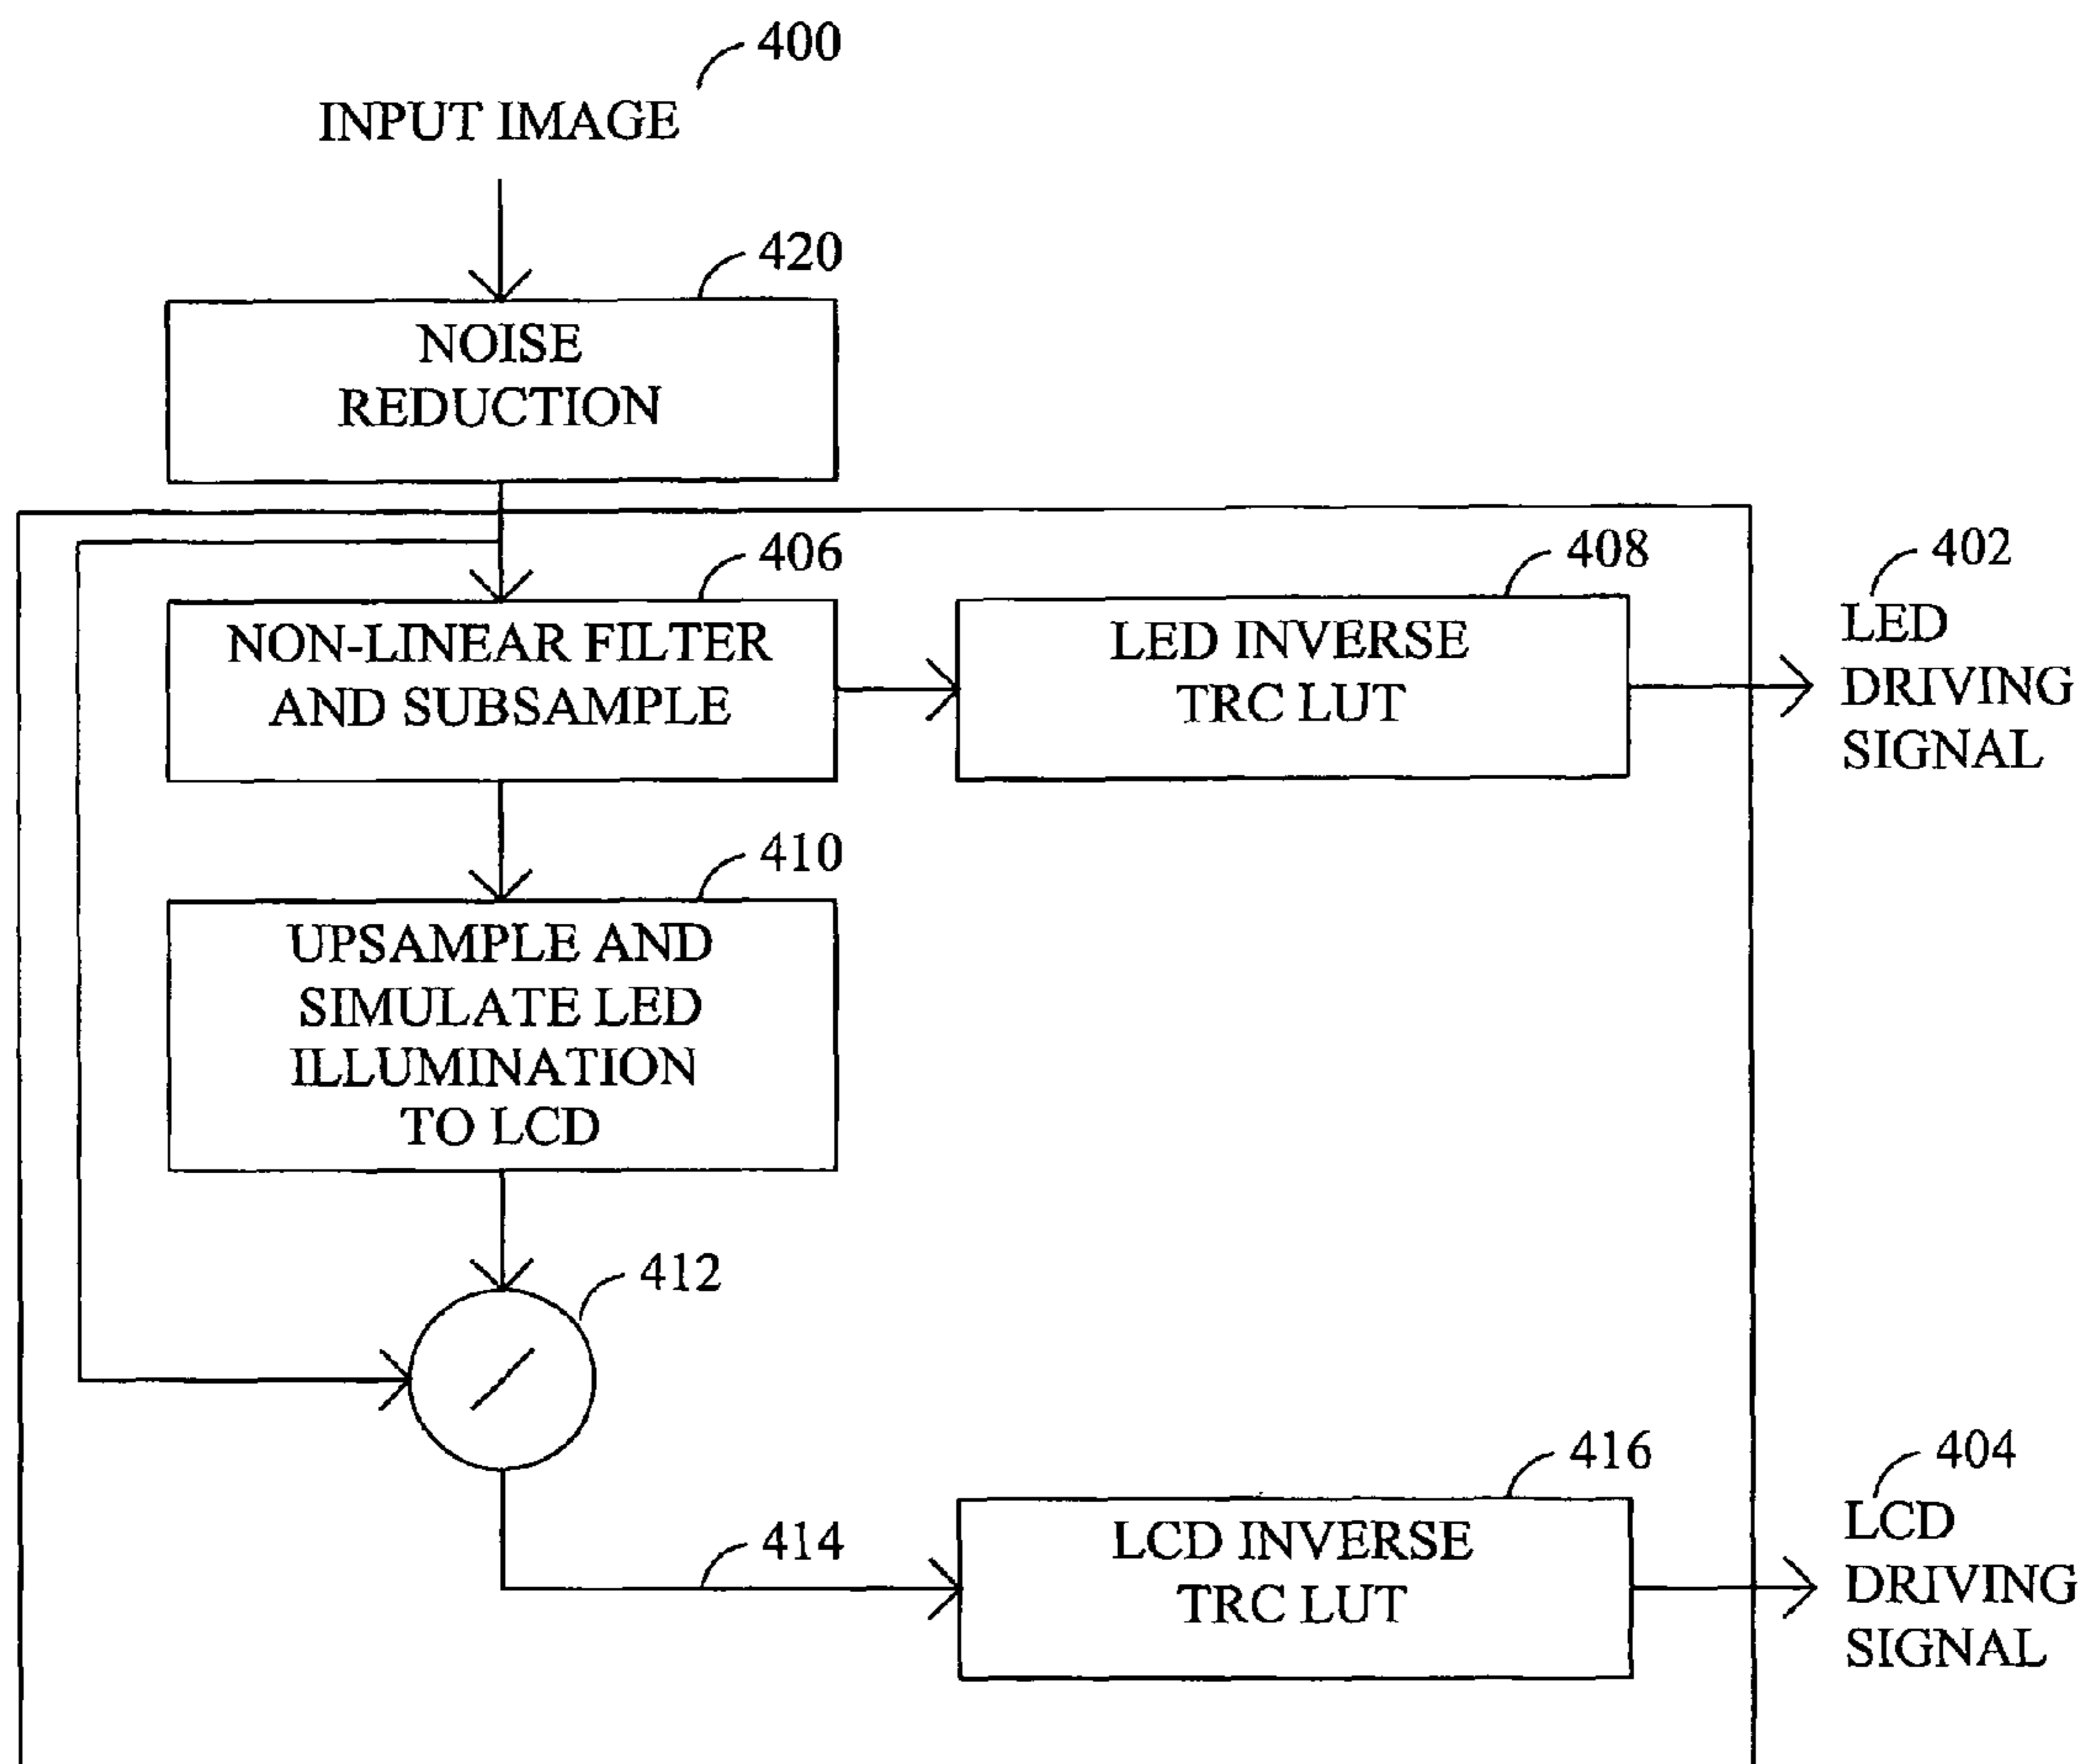 400
INPUT IMAGE
420
NOISE
REDUCTION
406
NON-LINEAR FILTER
AND SUBSAMPLE
408
LED INVERSE
TRC LUT
402
LED
DRIVING
SIGNAL
410
UPSAMPLE AND
SIMULATE LED
ILLUMINATION
TO LCD
412
414
416
LCD INVERSE
TRC LUT
404
LCD
DRIVING
SIGNAL